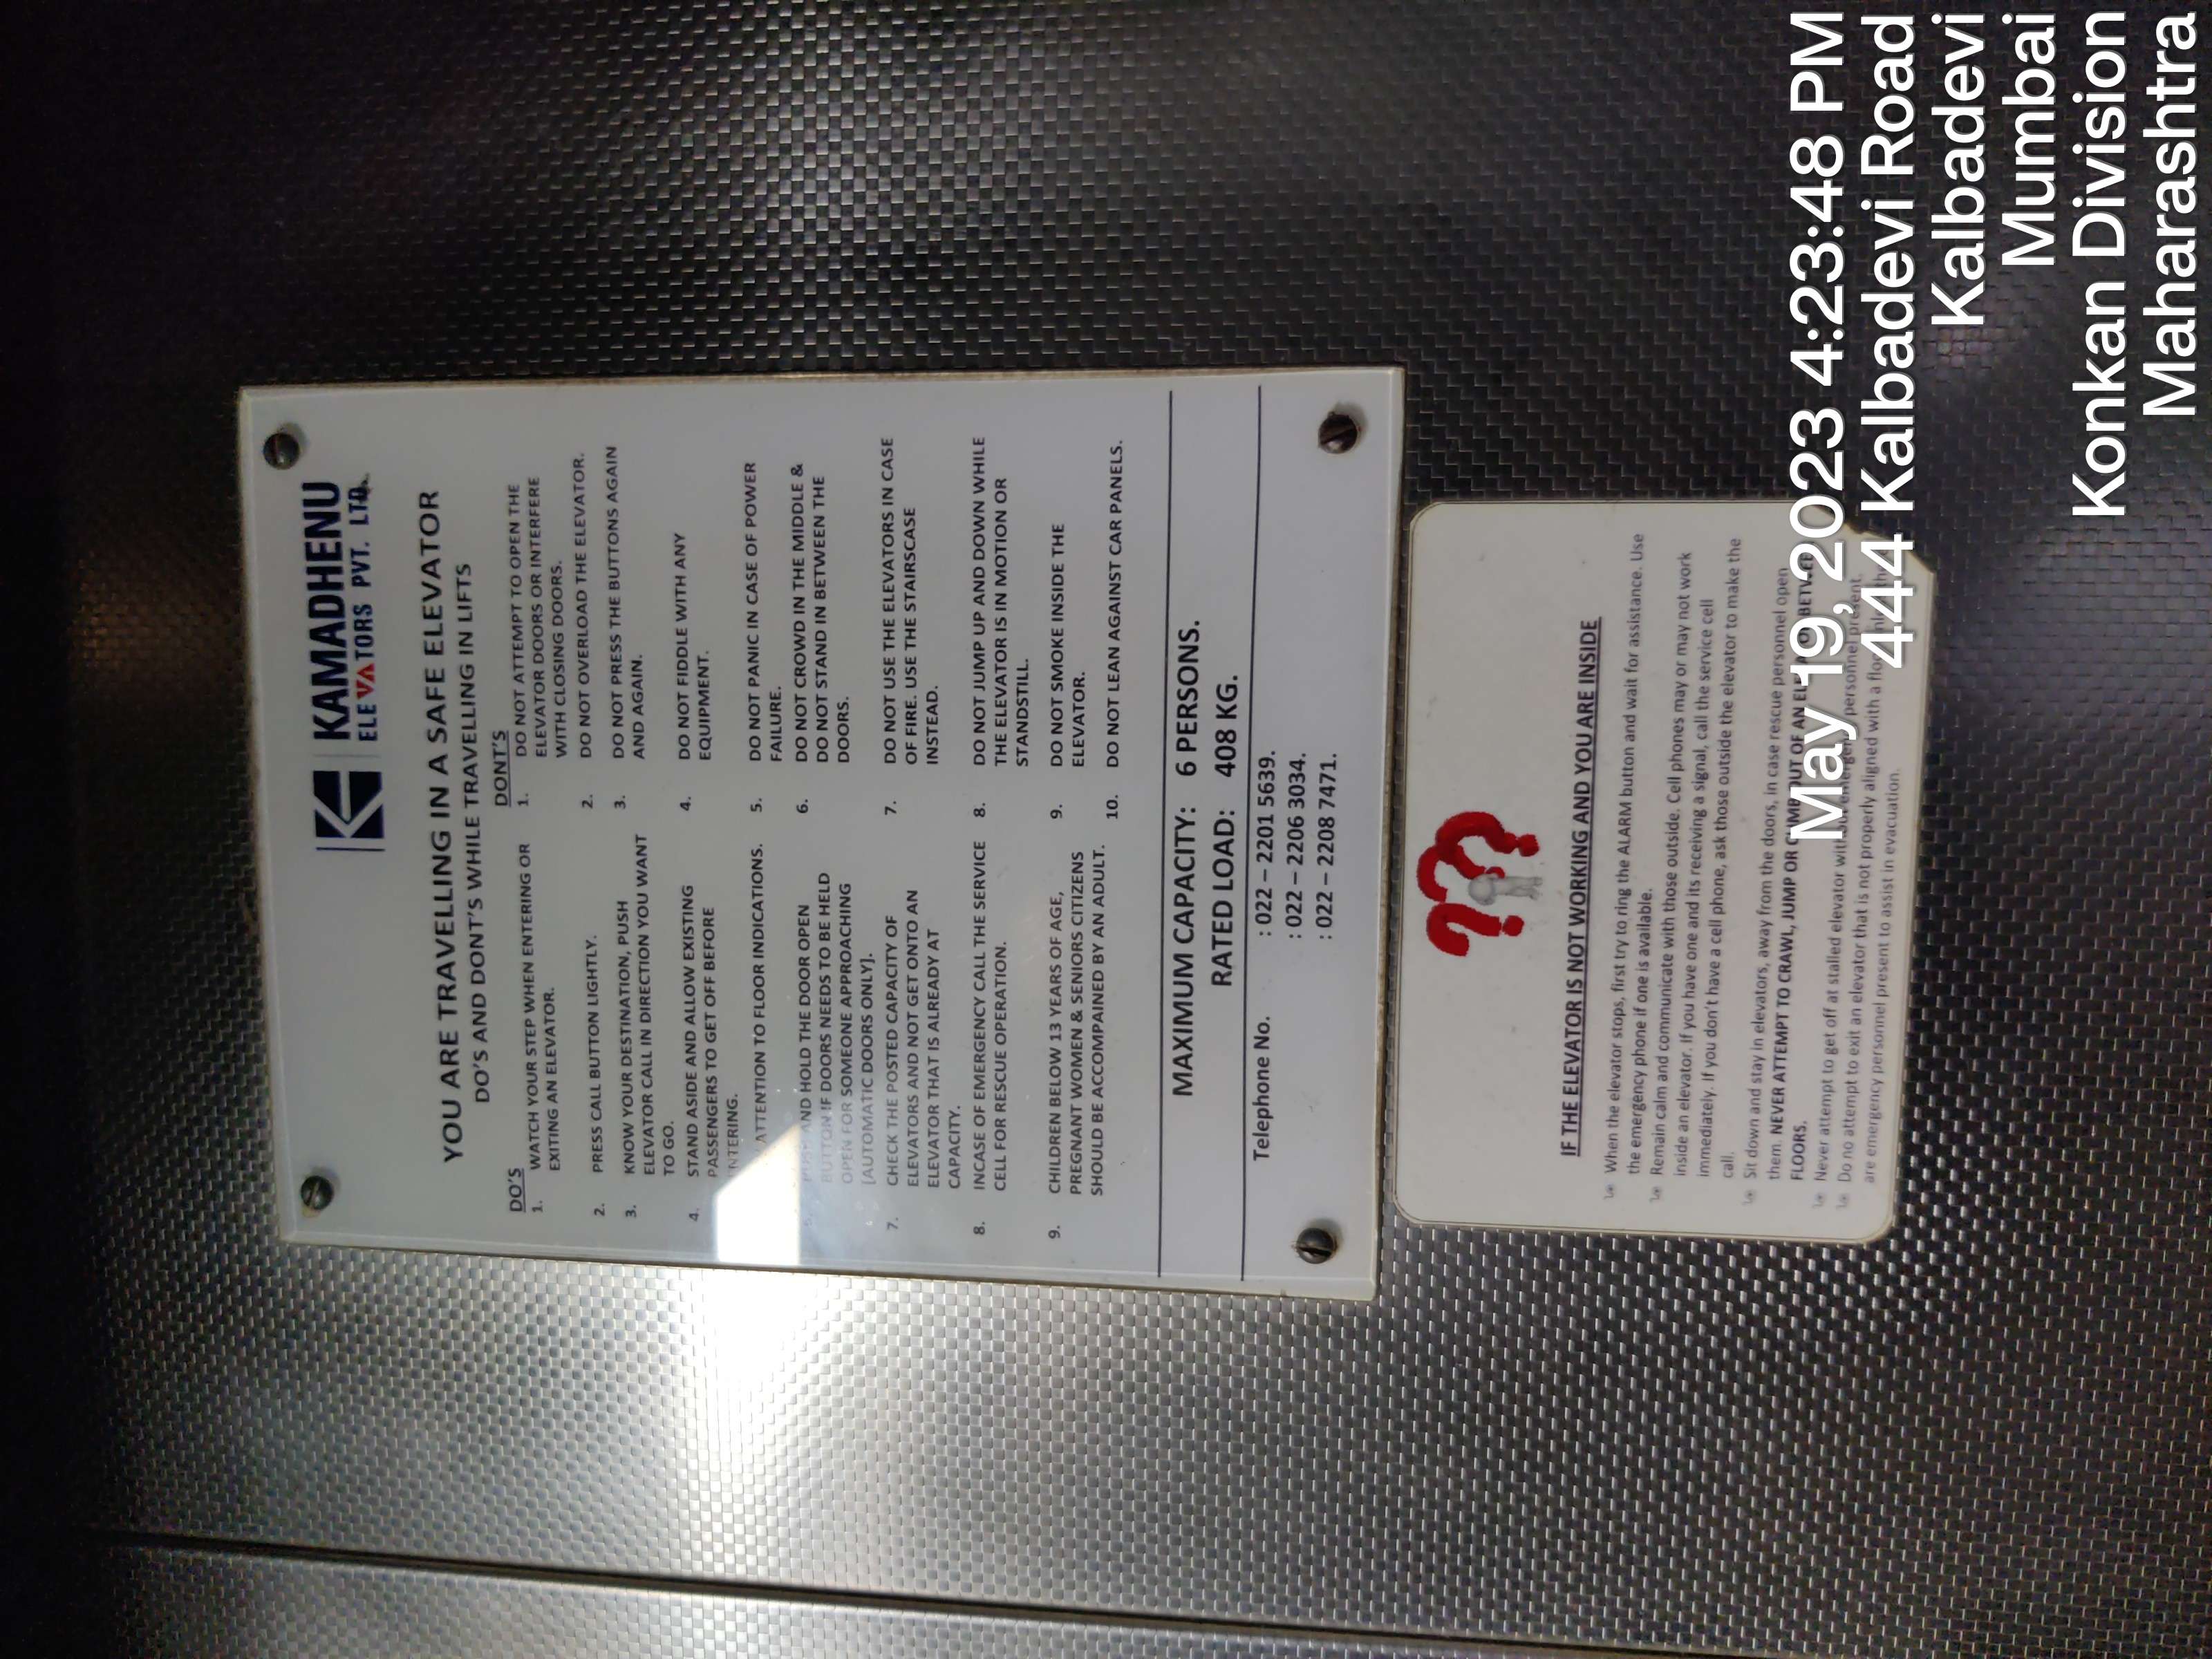 KAMADHENU
ELEVATORS PVT. LTD.
YOU ARE TRAVELLING IN A SAFE ELEVATOR
DO'S AND DONT'S WHILE TRAVELLING IN LIFTS
DO'S
1. WATCH YOUR STEP WHEN ENTERING OR
EXITING AN ELEVATOR.
2. PRESS CALL BUTTON LIGHTLY.
3. KNOW YOUR DESTINATION, PUSH
ELEVATOR CALL IN DIRECTION YOU WANT
TO GO.
4. STAND ASIDE AND ALLOW EXISTING
PASSENGERS TO GET OFF BEFORE
NTERING.
ATTENTION TO FLOOR INDICATIONS.
AND HOLD THE DOOR OPEN
BUTTON IF DOORS NEEDS TO BE HELD
OPEN FOR SOMEONE APPROACHING
[AUTOMATIC DOORS ONLY].
7. CHECK THE POSTED CAPACITY OF
ELEVATORS AND NOT GET ONTO AN
ELEVATOR THAT IS ALREADY AT
CAPACITY.
8. INCASE OF EMERGENCY CALL THE SERVICE
CELL FOR RESCUE OPERATION.
9. CHILDREN BELOW 13 YEARS OF AGE,
PREGNANT WOMEN & SENIORS CITIZENS
SHOULD BE ACCOMPAINED BY AN ADULT.
DONT'S
1. DO NOT ATTEMPT TO OPEN THE
ELEVATOR DOORS OR INTERFERE
WITH CLOSING DOORS.
2. DO NOT OVERLOAD THE ELEVATOR.
3. DO NOT PRESS THE BUTTONS AGAIN
AND AGAIN.
4. DO NOT FIDDLE WITH ANY
EQUIPMENT.
5. DO NOT PANIC IN CASE OF POWER
FAILURE.
6. DO NOT CROWD IN THE MIDDLE &
DO NOT STAND IN BETWEEN THE
DOORS.
7. DO NOT USE THE ELEVATORS IN CASE
OF FIRE. USE THE STAIRSCASE
INSTEAD.
8. DO NOT JUMP UP AND DOWN WHILE
THE ELEVATOR IS IN MOTION OR
STANDSTILL.
9. DO NOT SMOKE INSIDE THE
ELEVATOR.
10. DO NOT LEAN AGAINST CAR PANELS.
MAXIMUM CAPACITY: 6 PERSONS.
RATED LOAD: 408 KG.
Telephone No. : 022 – 2201 5639.
: 022 – 2206 3034.
: 022 – 2208 7471.
???
IF THE ELEVATOR IS NOT WORKING AND YOU ARE INSIDE
When the elevator stops, first try to ring the ALARM button and wait for assistance. Use
the emergency phone if one is available.
Remain calm and communicate with those outside. Cell phones may or may not work
inside an elevator. If you have one and its receiving a signal, call the service cell
immediately. If you don't have a cell phone, ask those outside the elevator to make the
call.
Sit down and stay in elevators, away from the doors, in case rescue personnel open
them. NEVER ATTEMPT TO CRAWL, JUMP OR CLIMB OUT OF AN BETWEEN
FLOORS.
Never attempt to get off at stalled elevator without emergency personnel present.
Do no attempt to exit an elevator that is not properly aligned with a floor
are emergency personnel present to assist in evacuation.
May 19, 2023 4:23:48 PM
444 Kalbadevi Road
Kalbadevi
Mumbai
Konkan Division
Maharashtra